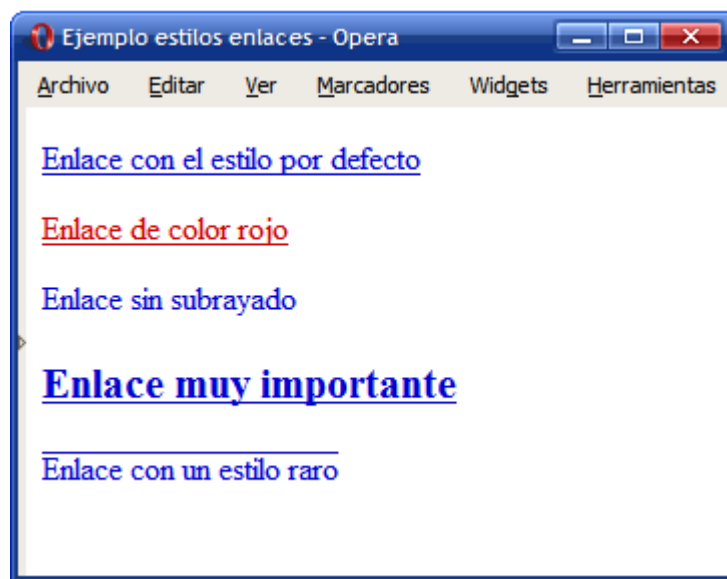 Ejemplo estilos enlaces - Opera
Archivo Editar Ver Marcadores Widgets Herramientas
Enlace con el estilo por defecto
Enlace de color rojo
Enlace sin subrayado
Enlace muy importante
Enlace con un estilo raro